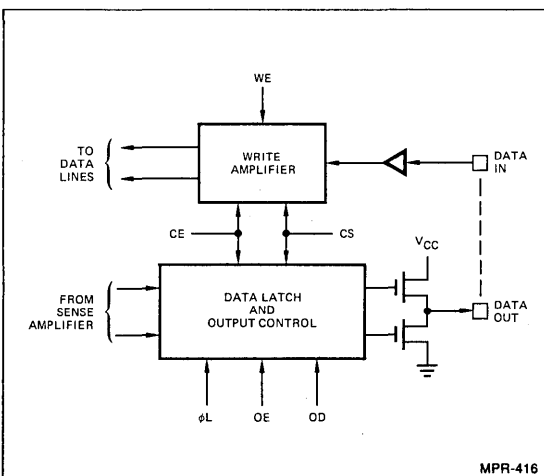 WE
TO
DATA
LINES
WRITE
AMPLIFIER
DATA
IN
CE
CS
VCC
FROM
SENSE
AMPLIFIER
DATA LATCH
AND
OUTPUT CONTROL
DATA
OUT
φL
OE
OD
MPR-416